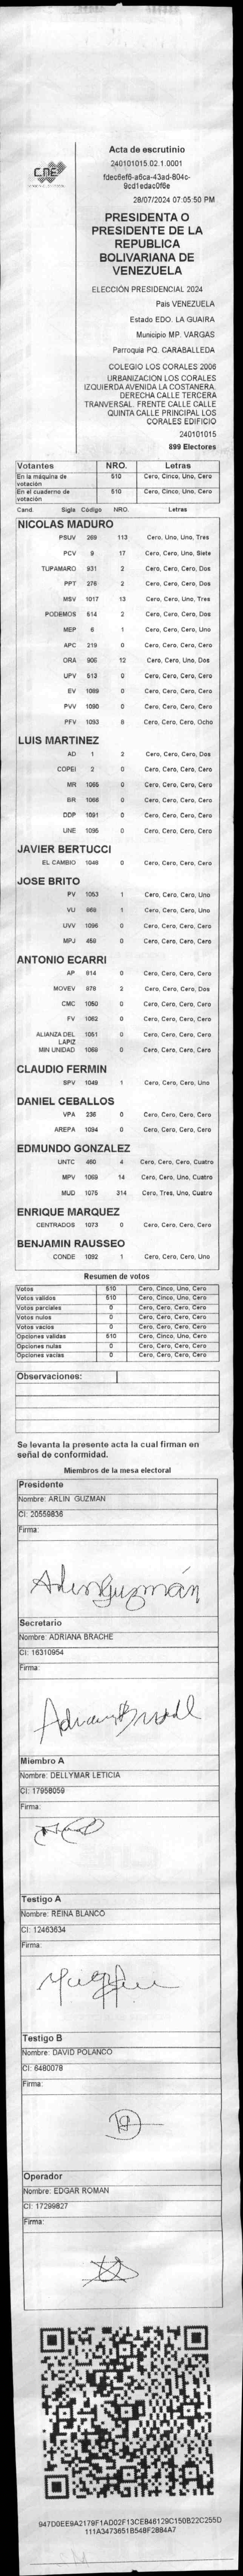 CNE
Acta de escrutinio
240101015.02.1.0001
fdec6ef6-a6ca-43ad-804c-
9cd1edac0f6e
28/07/2024 07:05:50 PM
PRESIDENTA O
PRESIDENTE DE LA
REPUBLICA
BOLIVARIANA DE
VENEZUELA
ELECCIÓN PRESIDENCIAL 2024
País VENEZUELA
Estado EDO. LA GUAIRA
Municipio MP. VARGAS
Parroquia PQ. CARABALLEDA
COLEGIO LOS CORALES 2006
URBANIZACION LOS CORALES
IZQUIERDA AVENIDA LA COSTANERA.
DERECHA CALLE TERCERA
TRANVERSAL. FRENTE CALLE CALLE
QUINTA CALLE PRINCIPAL LOS
CORALES EDIFICIO
240101015
899 Electores
Votantes NRO. Letras
En la máquina de votación 510 Cero, Cinco, Uno, Cero
En el cuaderno de votación 510 Cero, Cinco, Uno, Cero
Cand. Sigla Código NRO. Letras
NICOLAS MADURO
PSUV 269 113 Cero, Uno, Uno, Tres
PCV 9 17 Cero, Cero, Uno, Siete
TUPAMARO 931 2 Cero, Cero, Cero, Dos
PPT 276 2 Cero, Cero, Cero, Dos
MSV 1017 13 Cero, Cero, Uno, Tres
PODEMOS 514 2 Cero, Cero, Cero, Dos
MEP 6 1 Cero, Cero, Cero, Uno
APC 219 0 Cero, Cero, Cero, Cero
ORA 906 12 Cero, Cero, Uno, Dos
UPV 513 0 Cero, Cero, Cero, Cero
EV 1089 0 Cero, Cero, Cero, Cero
PVV 1090 0 Cero, Cero, Cero, Cero
PFV 1093 8 Cero, Cero, Cero, Ocho
LUIS MARTINEZ
AD 1 2 Cero, Cero, Cero, Dos
COPEI 2 0 Cero, Cero, Cero, Cero
MR 1065 0 Cero, Cero, Cero, Cero
BR 1066 0 Cero, Cero, Cero, Cero
DDP 1091 0 Cero, Cero, Cero, Cero
UNE 1095 0 Cero, Cero, Cero, Cero
JAVIER BERTUCCI
EL CAMBIO 1046 0 Cero, Cero, Cero, Cero
JOSE BRITO
PV 1053 1 Cero, Cero, Cero, Uno
VU 868 1 Cero, Cero, Cero, Uno
UVV 1096 0 Cero, Cero, Cero, Cero
MPJ 459 0 Cero, Cero, Cero, Cero
ANTONIO ECARRI
AP 914 0 Cero, Cero, Cero, Cero
MOVEV 978 2 Cero, Cero, Cero, Dos
CMC 1050 0 Cero, Cero, Cero, Cero
FV 1062 0 Cero, Cero, Cero, Cero
ALIANZA DEL LÁPIZ 1051 0 Cero, Cero, Cero, Cero
MIN UNIDAD 1068 0 Cero, Cero, Cero, Cero
CLAUDIO FERMIN
SPV 1049 1 Cero, Cero, Cero, Uno
DANIEL CEBALLOS
VPA 236 0 Cero, Cero, Cero, Cero
AREPA 1094 0 Cero, Cero, Cero, Cero
EDMUNDO GONZALEZ
UNTC 460 4 Cero, Cero, Cero, Cuatro
MPV 1069 14 Cero, Cero, Uno, Cuatro
MUD 1075 314 Cero, Tres, Uno, Cuatro
ENRIQUE MARQUEZ
CENTRADOS 1073 0 Cero, Cero, Cero, Cero
BENJAMIN RAUSSEO
CONDE 1092 1 Cero, Cero, Cero, Uno
Resumen de votos
Votos 510 Cero, Cinco, Uno, Cero
Votos validos 510 Cero, Cinco, Uno, Cero
Votos parciales 0 Cero, Cero, Cero, Cero
Votos nulos 0 Cero, Cero, Cero, Cero
Votos vacios 0 Cero, Cero, Cero, Cero
Opciones validas 510 Cero, Cinco, Uno, Cero
Opciones nulas 0 Cero, Cero, Cero, Cero
Opciones vacias 0 Cero, Cero, Cero, Cero
Observaciones:
Se levanta la presente acta la cual firman en
señal de conformidad.
Miembros de la mesa electoral
Presidente
Nombre: ARLIN GUZMAN
CI: 20559836
Firma:
Arlin Guzmán
Secretario
Nombre: ADRIANA BRACHE
CI: 16310954
Firma:
Miembro A
Nombre: DELLYMAR LETICIA
CI: 17958059
Firma:
Testigo A
Nombre: REINA BLANCO
CI: 12463634
Firma:
Testigo B
Nombre: DAVID POLANCO
CI: 6480078
Firma:
Operador
Nombre: EDGAR ROMAN
CI: 17299827
Firma:
947D0EE9A2179F1AD02F13CEB46129C150B22C255D
111A3473651B548F2884A7